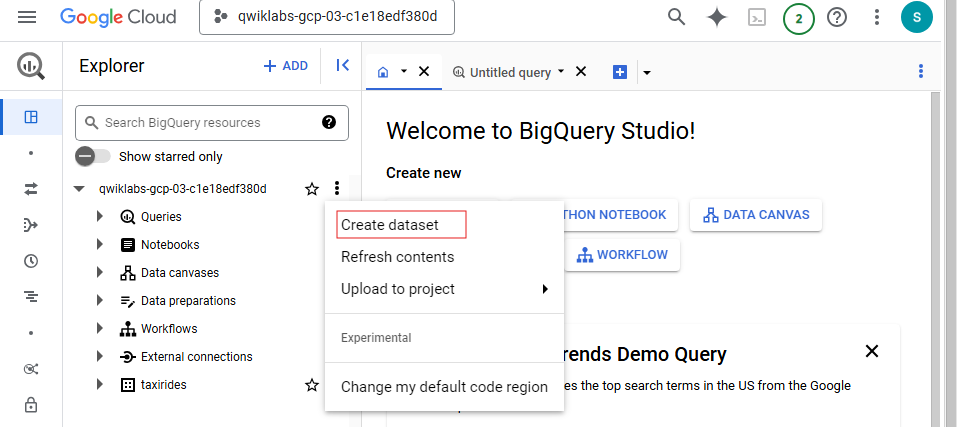 Google Cloud
qwiklabs-gcp-03-c1e18edf380d
2
S
Explorer
+ ADD
Untitled query
Search BigQuery resources
Show starred only
qwiklabs-gcp-03-c1e18edf380d
Queries
Notebooks
Data canvases
Data preparations
Workflows
External connections
taxirides
Create dataset
Refresh contents
Upload to project
Experimental
Change my default code region
Welcome to BigQuery Studio!
Create new
THON NOTEBOOK
DATA CANVAS
WORKFLOW
rends Demo Query
es the top search terms in the US from the Google